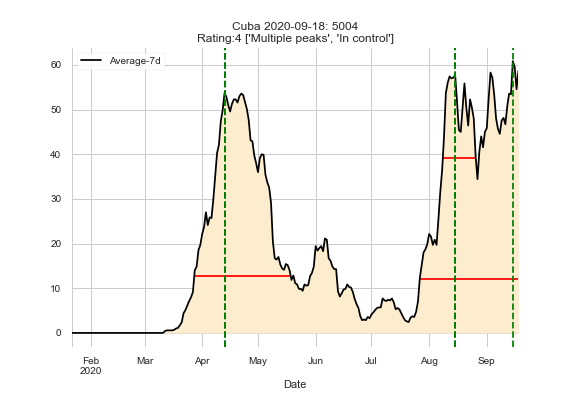 Cuba 2020-09-18: 5004
Rating:4 ['Multiple peaks', 'In control']
Average-7d
60
50
40
30
20
10
0
Feb Mar Apr May Jun Jul Aug Sep
2020
Date